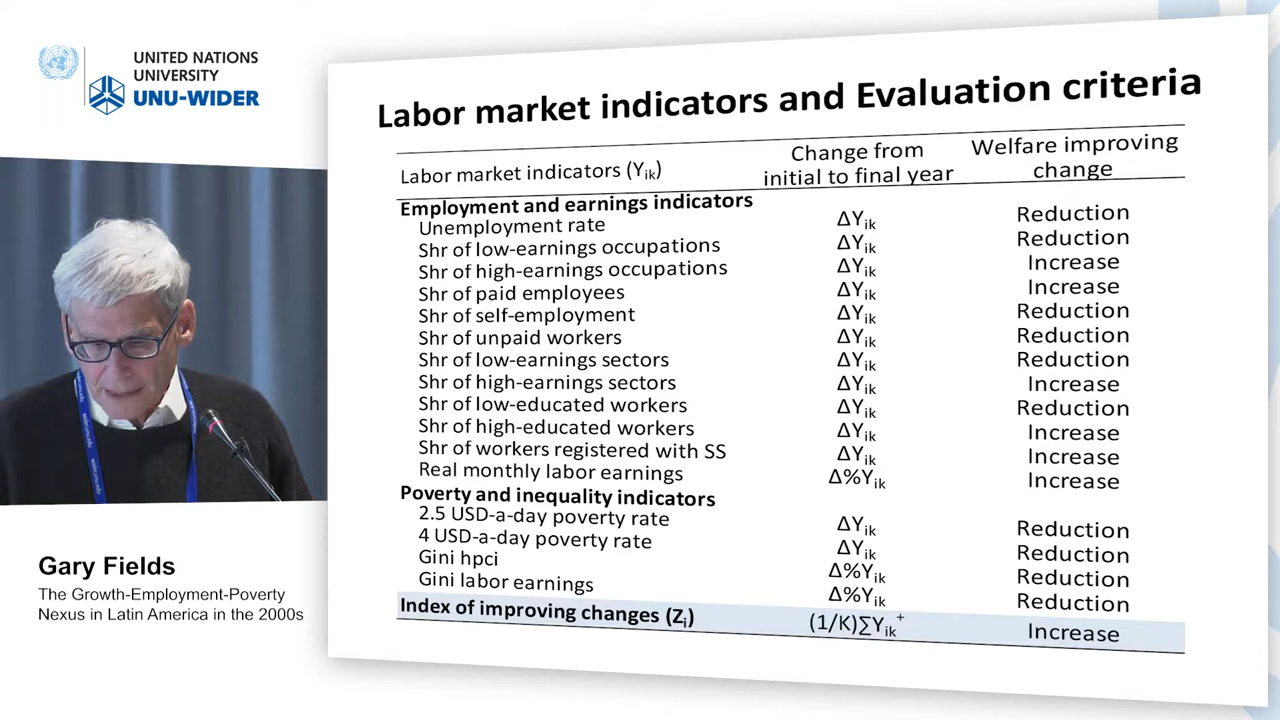 UNITED NATIONS
UNIVERSITY
UNU-WIDER
Labor market indicators and Evaluation criteria
Labor market indicators (Yik) Change from initial to final year Welfare improving change
Employment and earnings indicators
Unemployment rate ΔYik Reduction
Shr of low-earnings occupations ΔYik Reduction
Shr of high-earnings occupations ΔYik Increase
Shr of paid employees ΔYik Increase
Shr of self-employment ΔYik Reduction
Shr of unpaid workers ΔYik Reduction
Shr of low-earnings sectors ΔYik Reduction
Shr of high-earnings sectors ΔYik Increase
Shr of low-educated workers ΔYik Reduction
Shr of high-educated workers ΔYik Increase
Shr of workers registered with SS ΔYik Increase
Real monthly labor earnings Δ%Yik Increase
Poverty and inequality indicators
2.5 USD-a-day poverty rate ΔYik Reduction
4 USD-a-day poverty rate ΔYik Reduction
Gini hpci Δ%Yik Reduction
Gini labor earnings Δ%Yik Reduction
Index of improving changes (Zi) (1/K)∑Yik+ Increase
Gary Fields
The Growth-Employment-Poverty
Nexus in Latin America in the 2000s